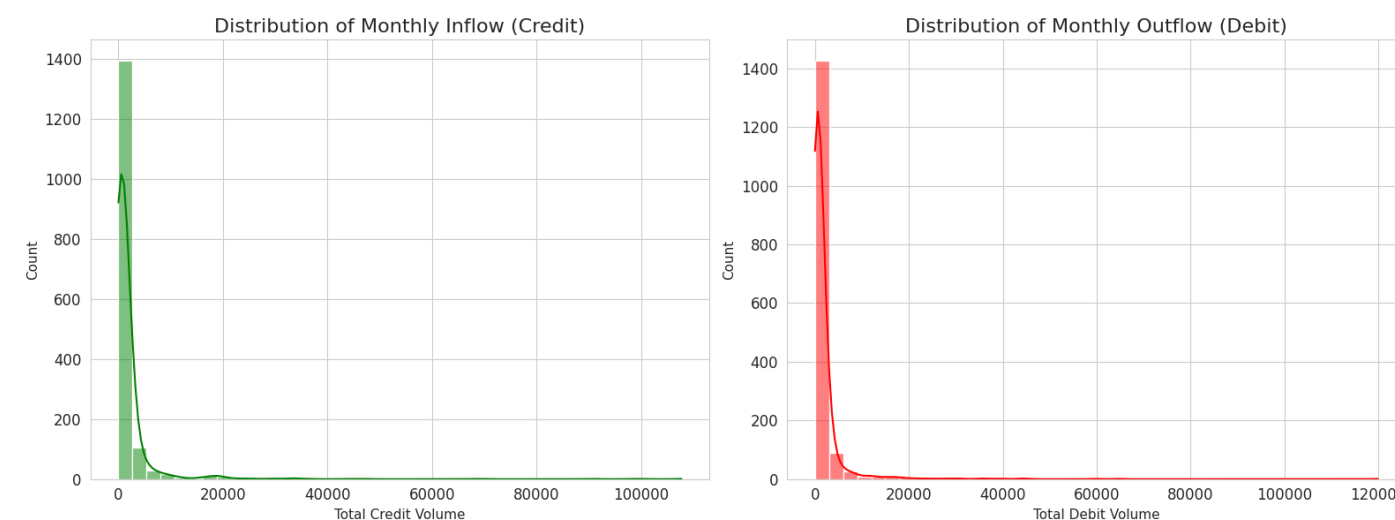 Distribution of Monthly Inflow (Credit)
1400
1200
1000
800
600
400
200
0
Count
0 20000 40000 60000 80000 100000
Total Credit Volume
Distribution of Monthly Outflow (Debit)
1400
1200
1000
800
600
400
200
0
Count
0 20000 40000 60000 80000 100000 12000
Total Debit Volume